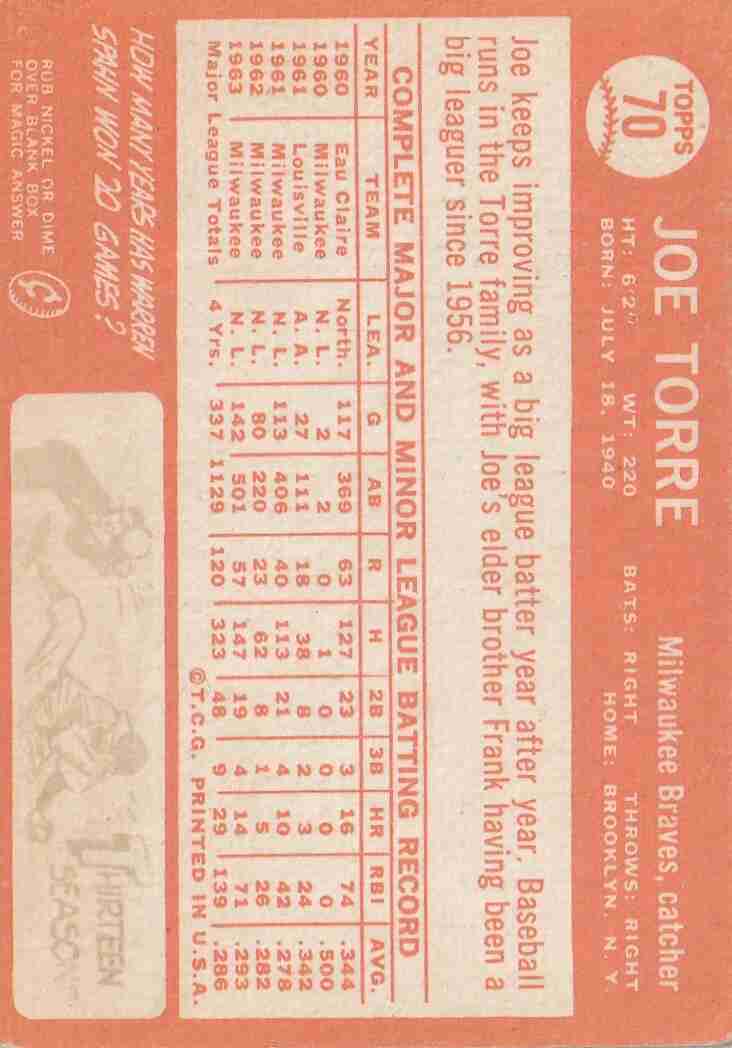 TOPPS
70
JOE TORRE
Milwaukee Braves, catcher
HT: 6'2" WT: 220 BATS: RIGHT THROWS: RIGHT
BORN: JULY 18, 1940 HOME: BROOKLYN, N. Y.
Joe keeps improving as a big league batter year after year. Baseball
runs in the Torre family, with Joe's elder brother Frank having been a
big leaguer since 1956.
COMPLETE MAJOR AND MINOR LEAGUE BATTING RECORD
YEAR TEAM LEA. G AB R H 2B 3B HR RBI AVG.
1960 Eau Claire North. 117 369 63 127 23 3 16 74 .344
1960 Milwaukee N. L. 2 2 0 1 0 0 0 0 .500
1961 Louisville A. A. 27 111 18 38 8 2 3 24 .342
1961 Milwaukee N. L. 113 406 40 113 21 4 10 42 .278
1962 Milwaukee N. L. 80 220 23 62 8 1 5 26 .282
1963 Milwaukee N. L. 142 501 57 147 19 4 14 71 .293
Major League Totals 4 Yrs. 337 1129 120 323 48 9 29 139 .286
©T.C.G. PRINTED IN U.S.A.
HOW MANY YEARS HAS WARREN
SPAHN WON 20 GAMES?
RUB NICKEL OR DIME
OVER BLANK BOX
FOR MAGIC ANSWER
THIRTEEN
SEASONS